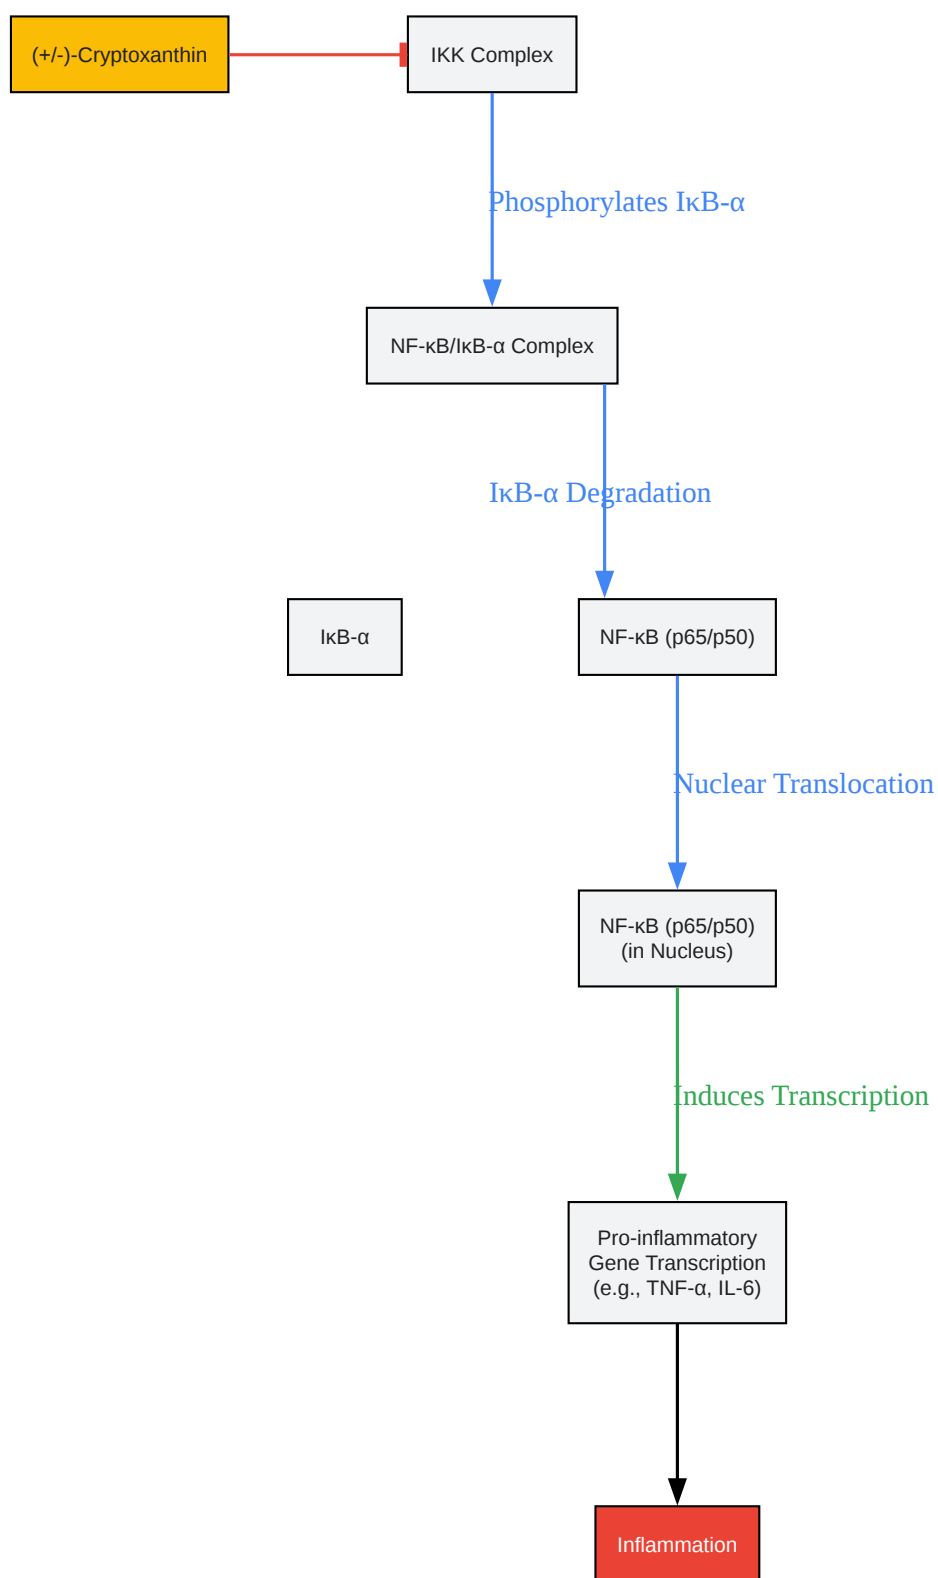 (+/-)-Cryptoxanthin
IKK Complex
Phosphorylates IκB-α
NF-κB/IκB-α Complex
IκB-α Degradation
IκB-α
NF-κB (p65/p50)
Nuclear Translocation
NF-κB (p65/p50)
(in Nucleus)
Induces Transcription
Pro-inflammatory
Gene Transcription
(e.g., TNF-α, IL-6)
Inflammation